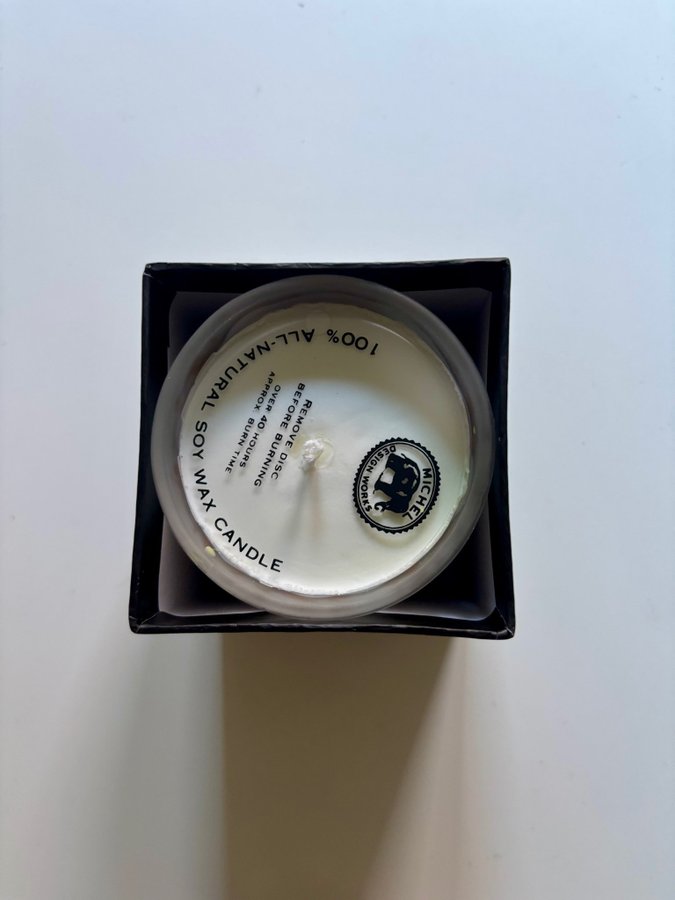 100% ALL-NATURAL SOY WAX CANDLE
REMOVE DISC
BEFORE BURNING
OVER 40 HOURS
APPROX. BURN TIME
MICHEL
DESIGN WORKS